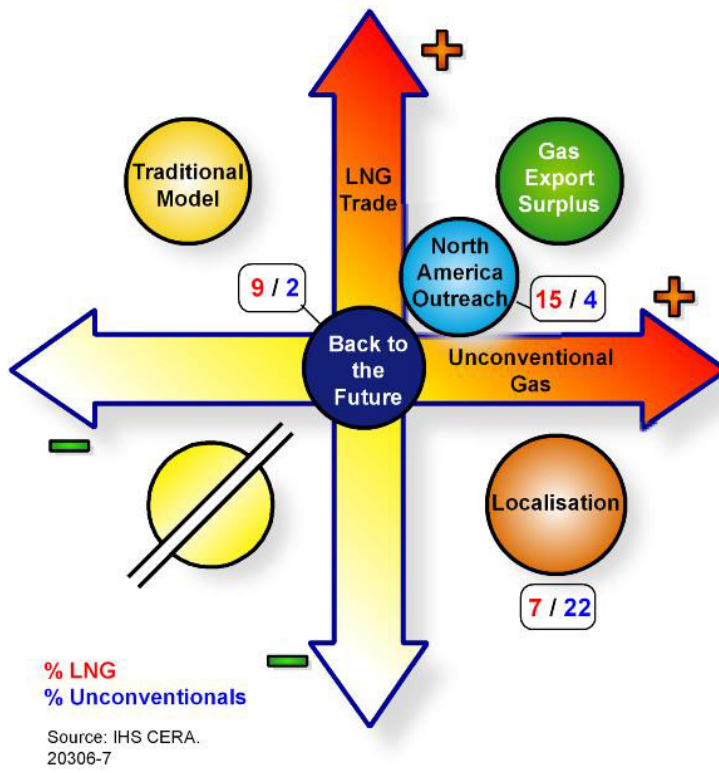 Traditional
Model
LNG
Trade
Gas
Export
Surplus
North
America
Outreach
9 / 2
15 / 4
Back to
the
Future
Unconventional
Gas
Localisation
7 / 22
% LNG
% Unconventionals
Source: IHS CERA.
20306-7